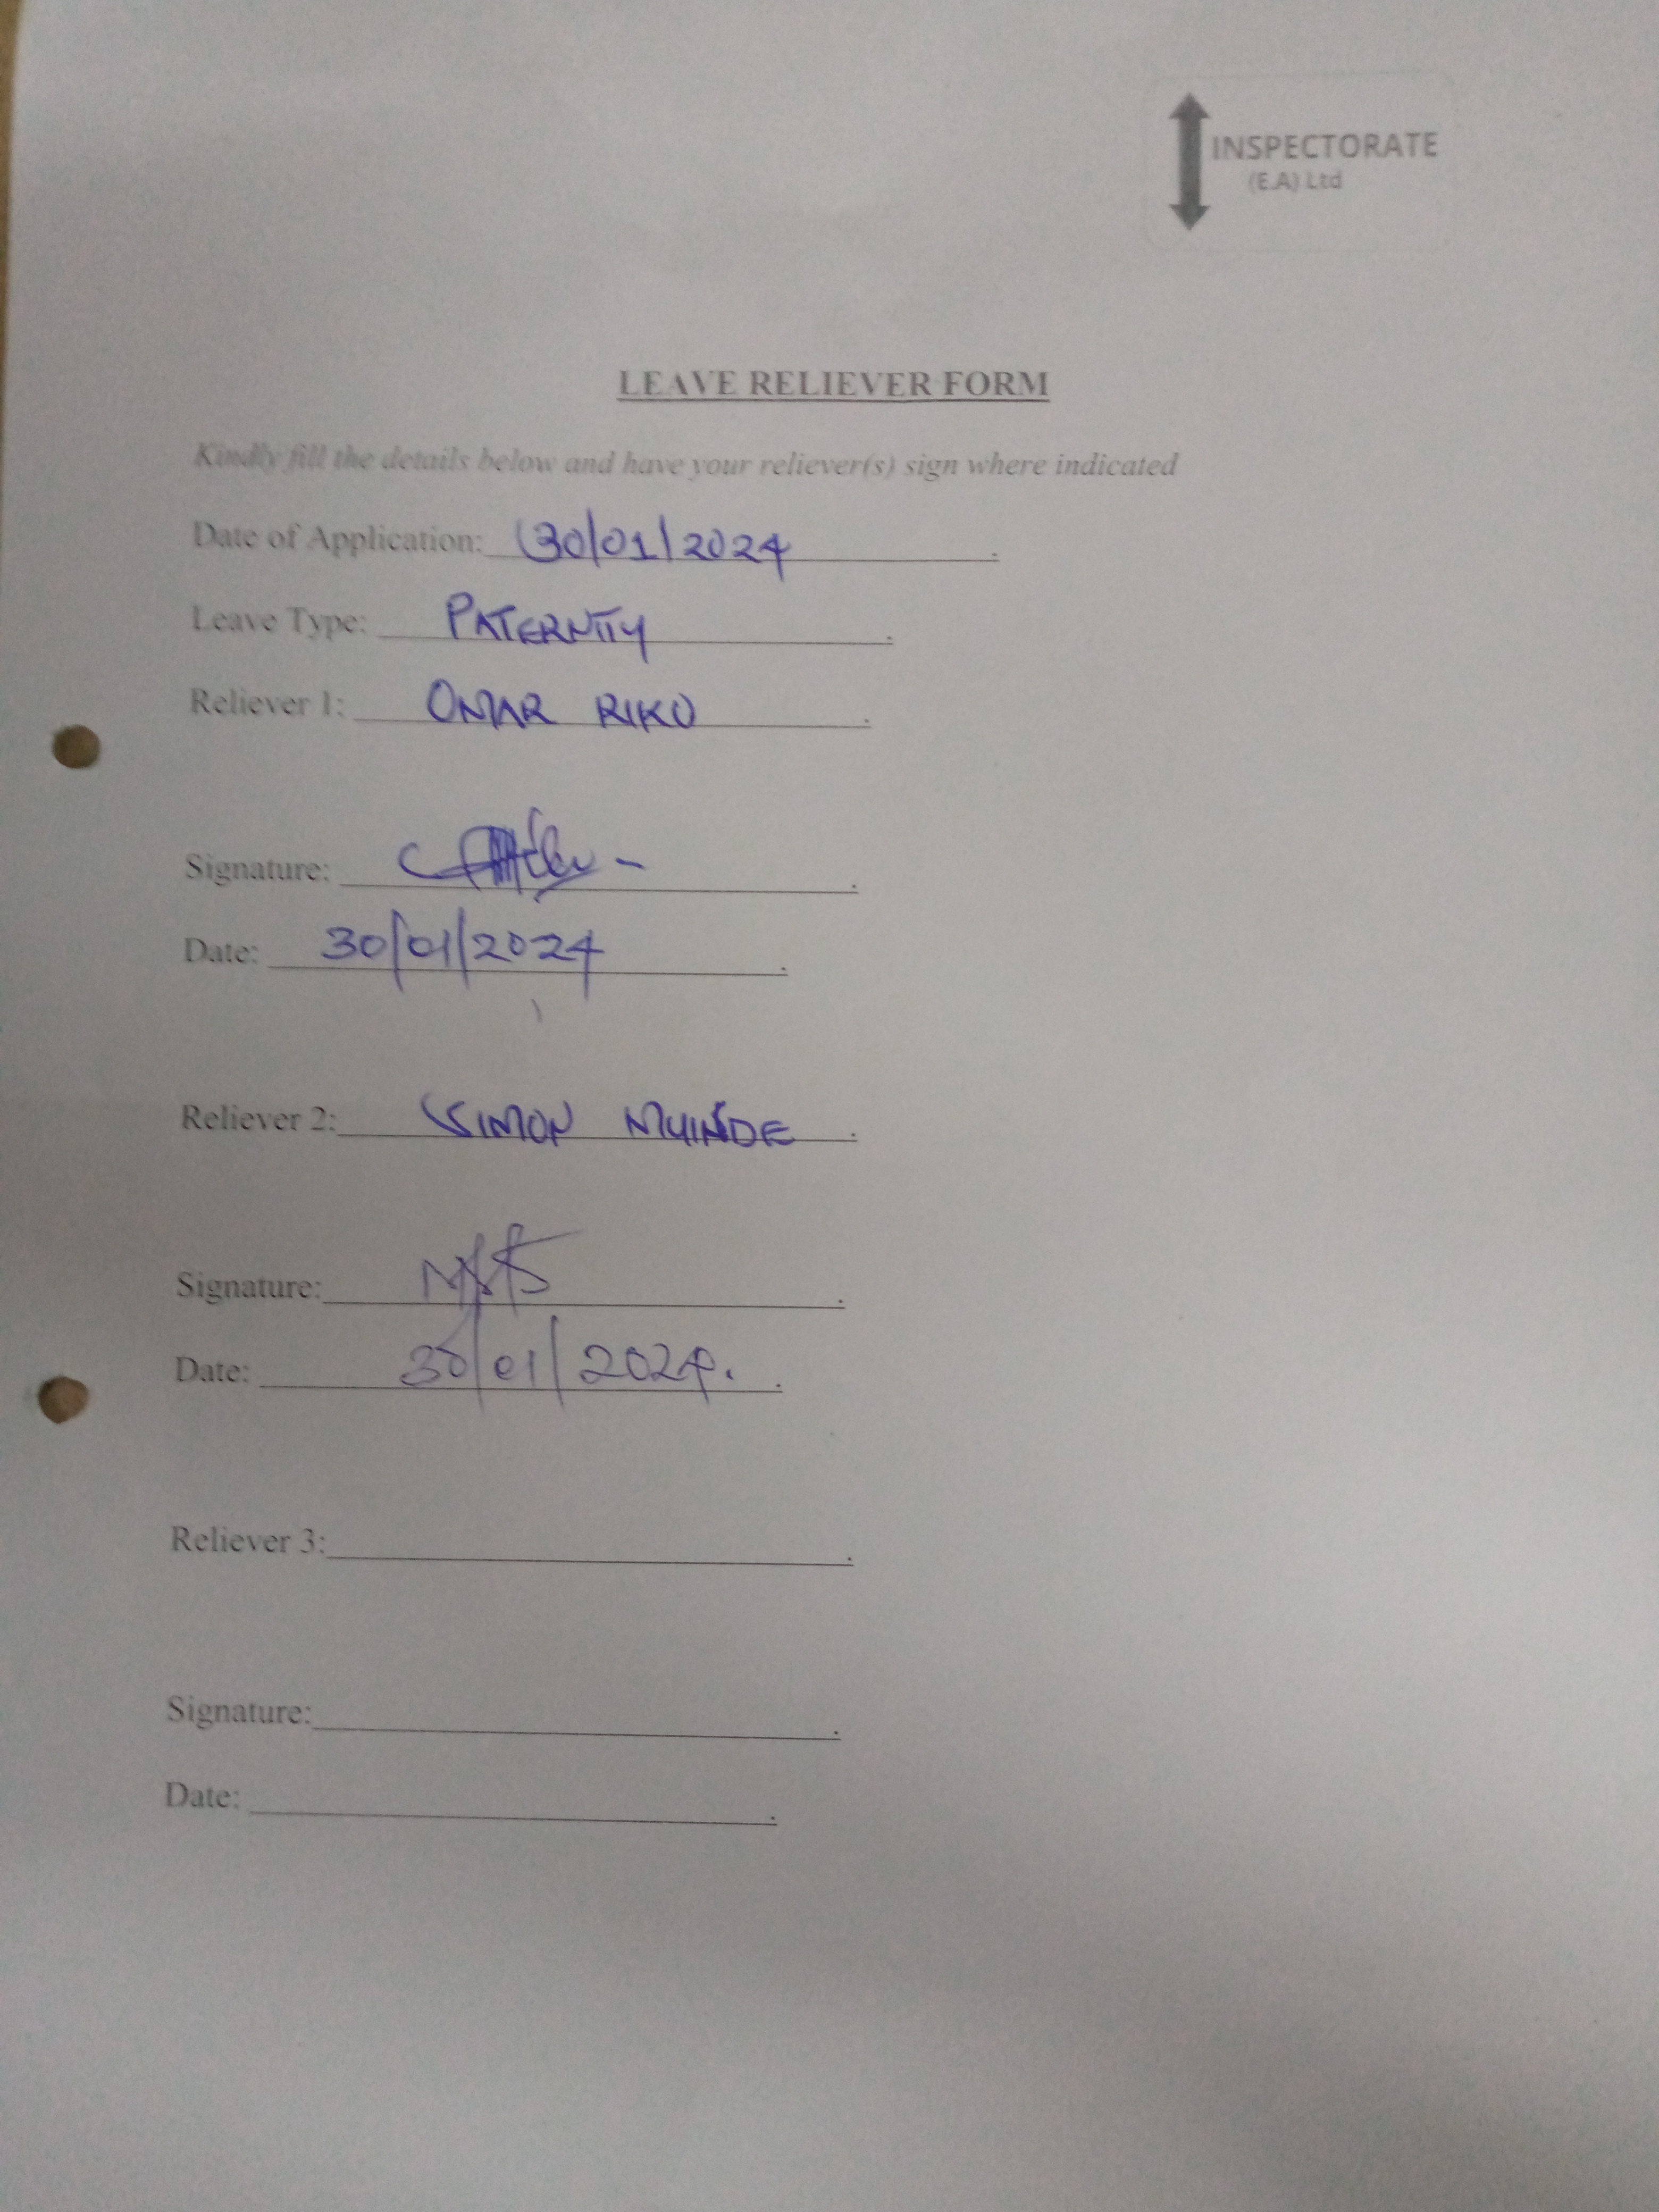 INSPECTORATE
(E.A) Ltd
LEAVE RELIEVER FORM
Kindly fill the details below and have your reliever(s) sign where indicated
Date of Application: 30/01/2024.
Leave Type: PATERNITY.
Reliever 1: OMAR RIKO.
Signature:.
Date: 30/01/2024.
Reliever 2: SIMON MUINDE.
Signature:.
Date: 30/01/2024.
Reliever 3:.
Signature:.
Date:.